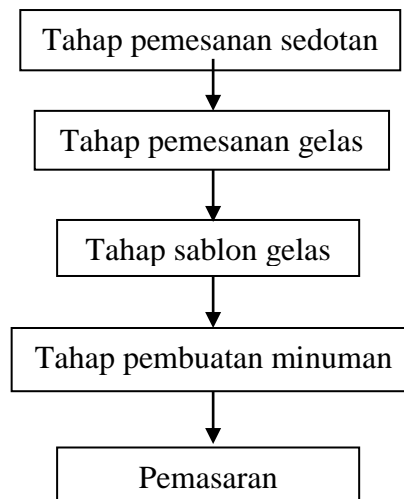 Tahap pemesanan sedotan
Tahap pemesanan gelas
Tahap sablon gelas
Tahap pembuatan minuman
Pemasaran